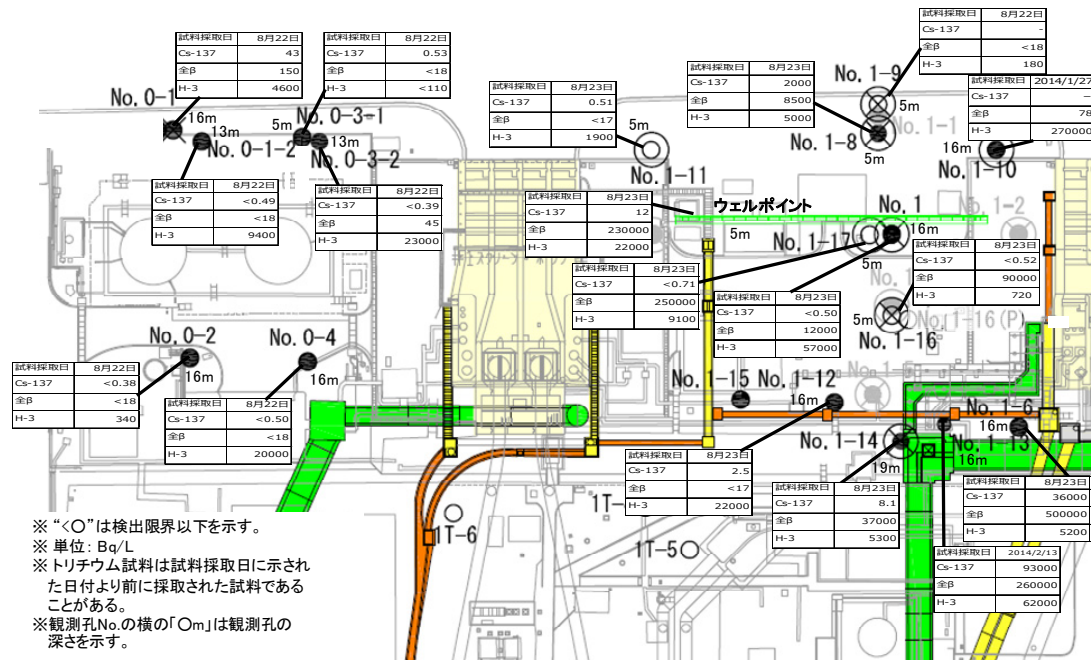 試料採取日 8月22日
Cs-137 43
全β 150
H-3 4600
試料採取日 8月22日
Cs-137 0.53
全β <18
H-3 <110
試料採取日 8月23日
Cs-137 0.51
全β <17
H-3 1900
試料採取日 8月23日
Cs-137 2000
全β 8500
H-3 5000
試料採取日 8月22日
Cs-137 -
全β <18
H-3 180
試料採取日 2014/1/27
Cs-137 -
全β 78
H-3 270000
No. 0-1
16m
13m
No. 0-1-2
5m
No. 0-3-1
13m
No. 0-3-2
5m
No. 1-11
No. 1-9
5m
No. 1-8
5m
No. 1-1
16m
No. 1-10
試料採取日 8月22日
Cs-137 <0.49
全β <18
H-3 9400
試料採取日 8月22日
Cs-137 <0.39
全β 45
H-3 23000
試料採取日 8月23日
Cs-137 12
全β 230000
H-3 22000
ウェルポイント
5m
No. 1
16m
No. 1-17
5m
No. 1-2
試料採取日 8月23日
Cs-137 <0.71
全β 250000
H-3 9100
試料採取日 8月23日
Cs-137 <0.50
全β 12000
H-3 57000
試料採取日 8月23日
Cs-137 <0.52
全β 90000
H-3 720
5m
No. 1-16(P)
No. 1-16
No. 0-2
16m
No. 0-4
16m
試料採取日 8月22日
Cs-137 <0.38
全β <18
H-3 340
試料採取日 8月22日
Cs-137 <0.50
全β <18
H-3 20000
No. 1-15
No. 1-12
16m
No. 1-6
16m
No. 1-13
16m
No. 1-14
19m
試料採取日 8月23日
Cs-137 2.5
全β <17
H-3 22000
試料採取日 8月23日
Cs-137 8.1
全β 37000
H-3 5300
試料採取日 8月23日
Cs-137 36000
全β 500000
H-3 5200
試料採取日 2014/2/13
Cs-137 93000
全β 260000
H-3 62000
1T-6
1T-
1T-5
※ “<〇”は検出限界以下を示す。
※ 単位: Bq/L
※ トリチウム試料は試料採取日に示され
た日付より前に採取された試料である
ことがある。
※観測孔No.の横の「〇m」は観測孔の
深さを示す。